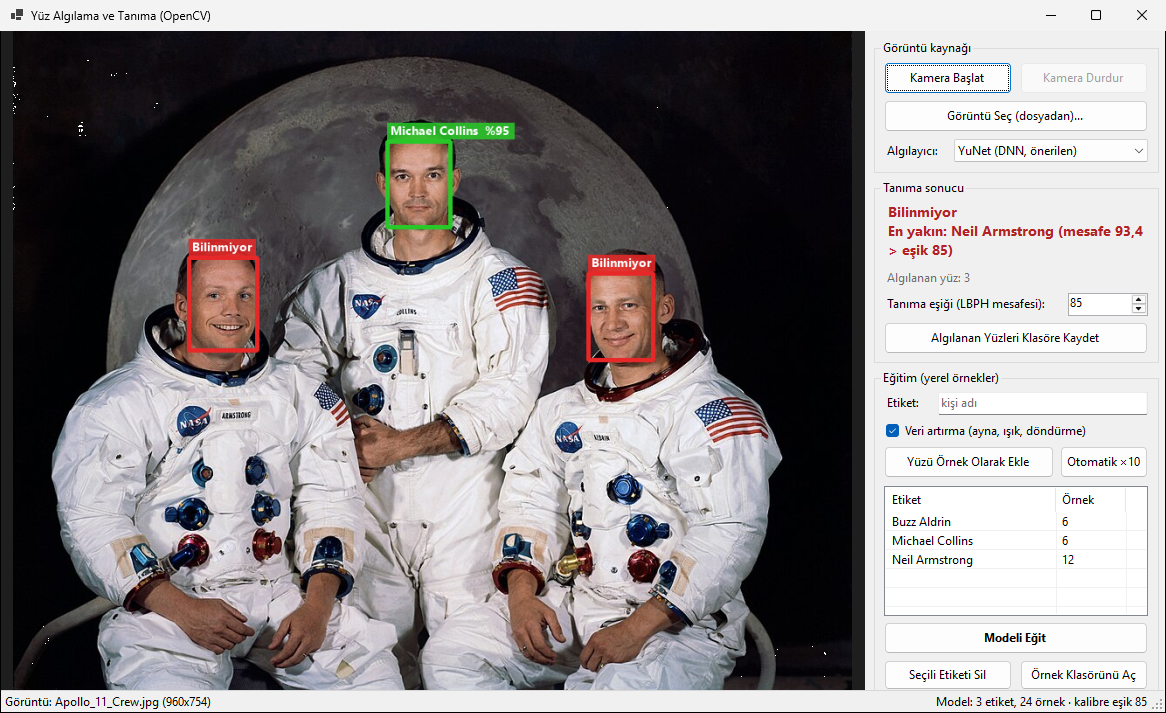 Yüz Algılama ve Tanıma (OpenCV)
Görüntü kaynağı
Kamera Başlat
Kamera Durdur
Görüntü Seç (dosyadan)...
Algılayıcı:
YuNet (DNN, önerilen)
Tanıma sonucu
Bilinmiyor
En yakın: Neil Armstrong (mesafe 93,4
> eşik 85)
Algılanan yüz: 3
Tanıma eşiği (LBPH mesafesi):
85
Algılanan Yüzleri Klasöre Kaydet
Eğitim (yerel örnekler)
Etiket:
kişi adı
Veri artırma (ayna, ışık, döndürme)
Yüzü Örnek Olarak Ekle
Otomatik ×10
Etiket Örnek
Buzz Aldrin 6
Michael Collins 6
Neil Armstrong 12
Modeli Eğit
Seçili Etiketi Sil
Örnek Klasörünü Aç
Michael Collins %95
Bilinmiyor
Bilinmiyor
NASA
COLLINS
NASA
ARMSTRONG
NASA
ALDRIN
Görüntü: Apollo_11_Crew.jpg (960x754)
Model: 3 etiket, 24 örnek · kalibre eşik 85